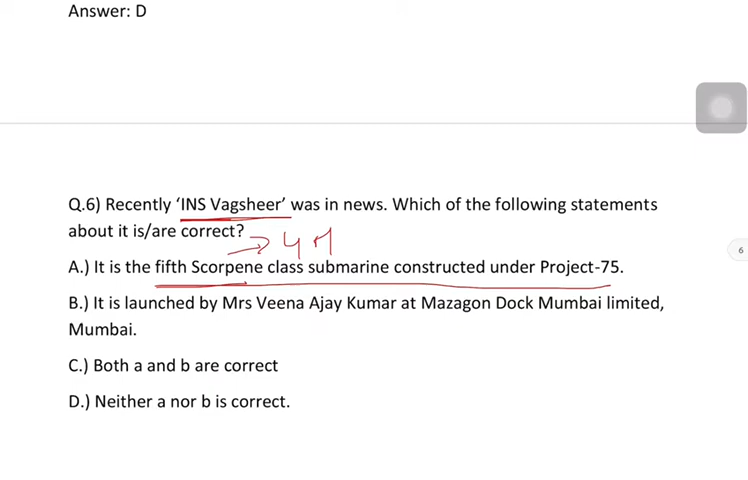 Answer: D
Q.6) Recently ‘INS Vagsheer’ was in news. Which of the following statements
about it is/are correct?
A.) It is the fifth Scorpene class submarine constructed under Project-75.
B.) It is launched by Mrs Veena Ajay Kumar at Mazagon Dock Mumbai limited,
Mumbai.
C.) Both a and b are correct
D.) Neither a nor b is correct.
6